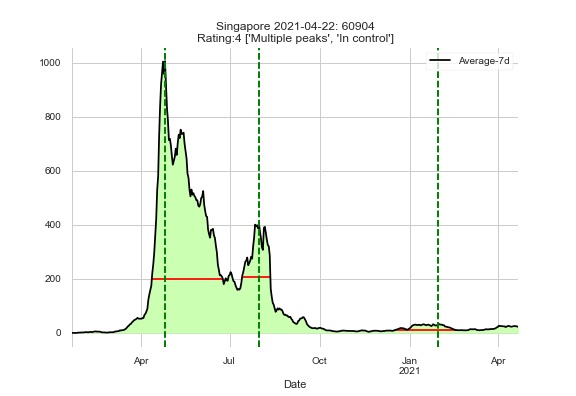 Singapore 2021-04-22: 60904
Rating:4 ['Multiple peaks', 'In control']
Average-7d
1000
800
600
400
200
0
Apr
Jul
Oct
Jan
2021
Apr
Date